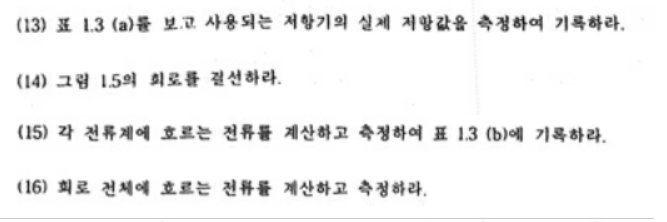 (13) 표 1.3 (a)를 보고 사용되는 저항기의 실제 저항값을 측정하여 기록하라.
(14) 그림 1.5의 회로를 결선하라.
(15) 각 전류계에 흐르는 전류를 계산하고 측정하여 표 1.3 (b)에 기록하라.
(16) 회로 전체에 흐르는 전류를 계산하고 측정하라.